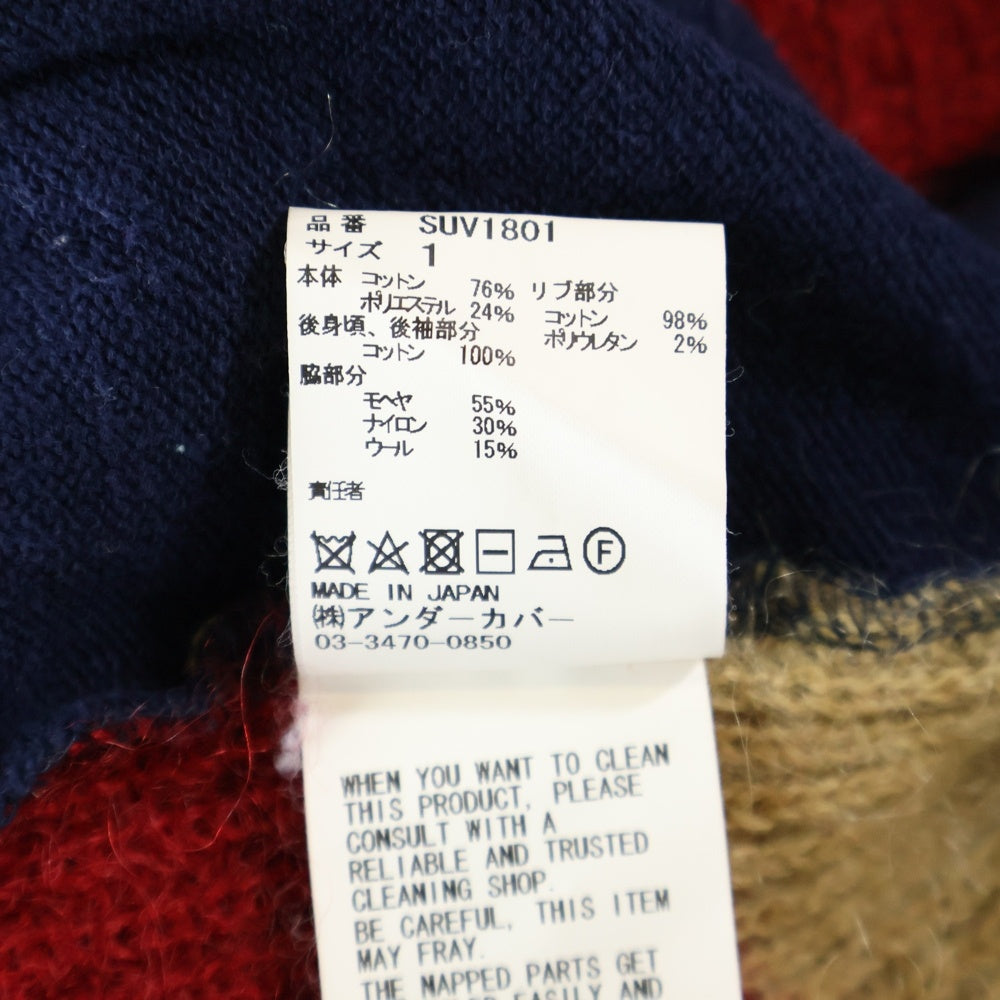 品番 SUV1801
サイズ 1
本体 コットン 76%
ポリエステル 24%
後身頃、後袖部分
コットン 100%
脇部分
モヘヤ 55%
ナイロン 30%
ウール 15%
リブ部分
コットン 98%
ポリウレタン 2%
責任者
F
MADE IN JAPAN
㈱アンダーカバー
03-3470-0850
WHEN YOU WANT TO CLEAN
THIS PRODUCT, PLEASE
CONSULT WITH A
RELIABLE AND TRUSTED
CLEANING SHOP.
BE CAREFUL, THIS ITEM
MAY FRAY.
THE MAPPED PARTS GET
EASILY AND